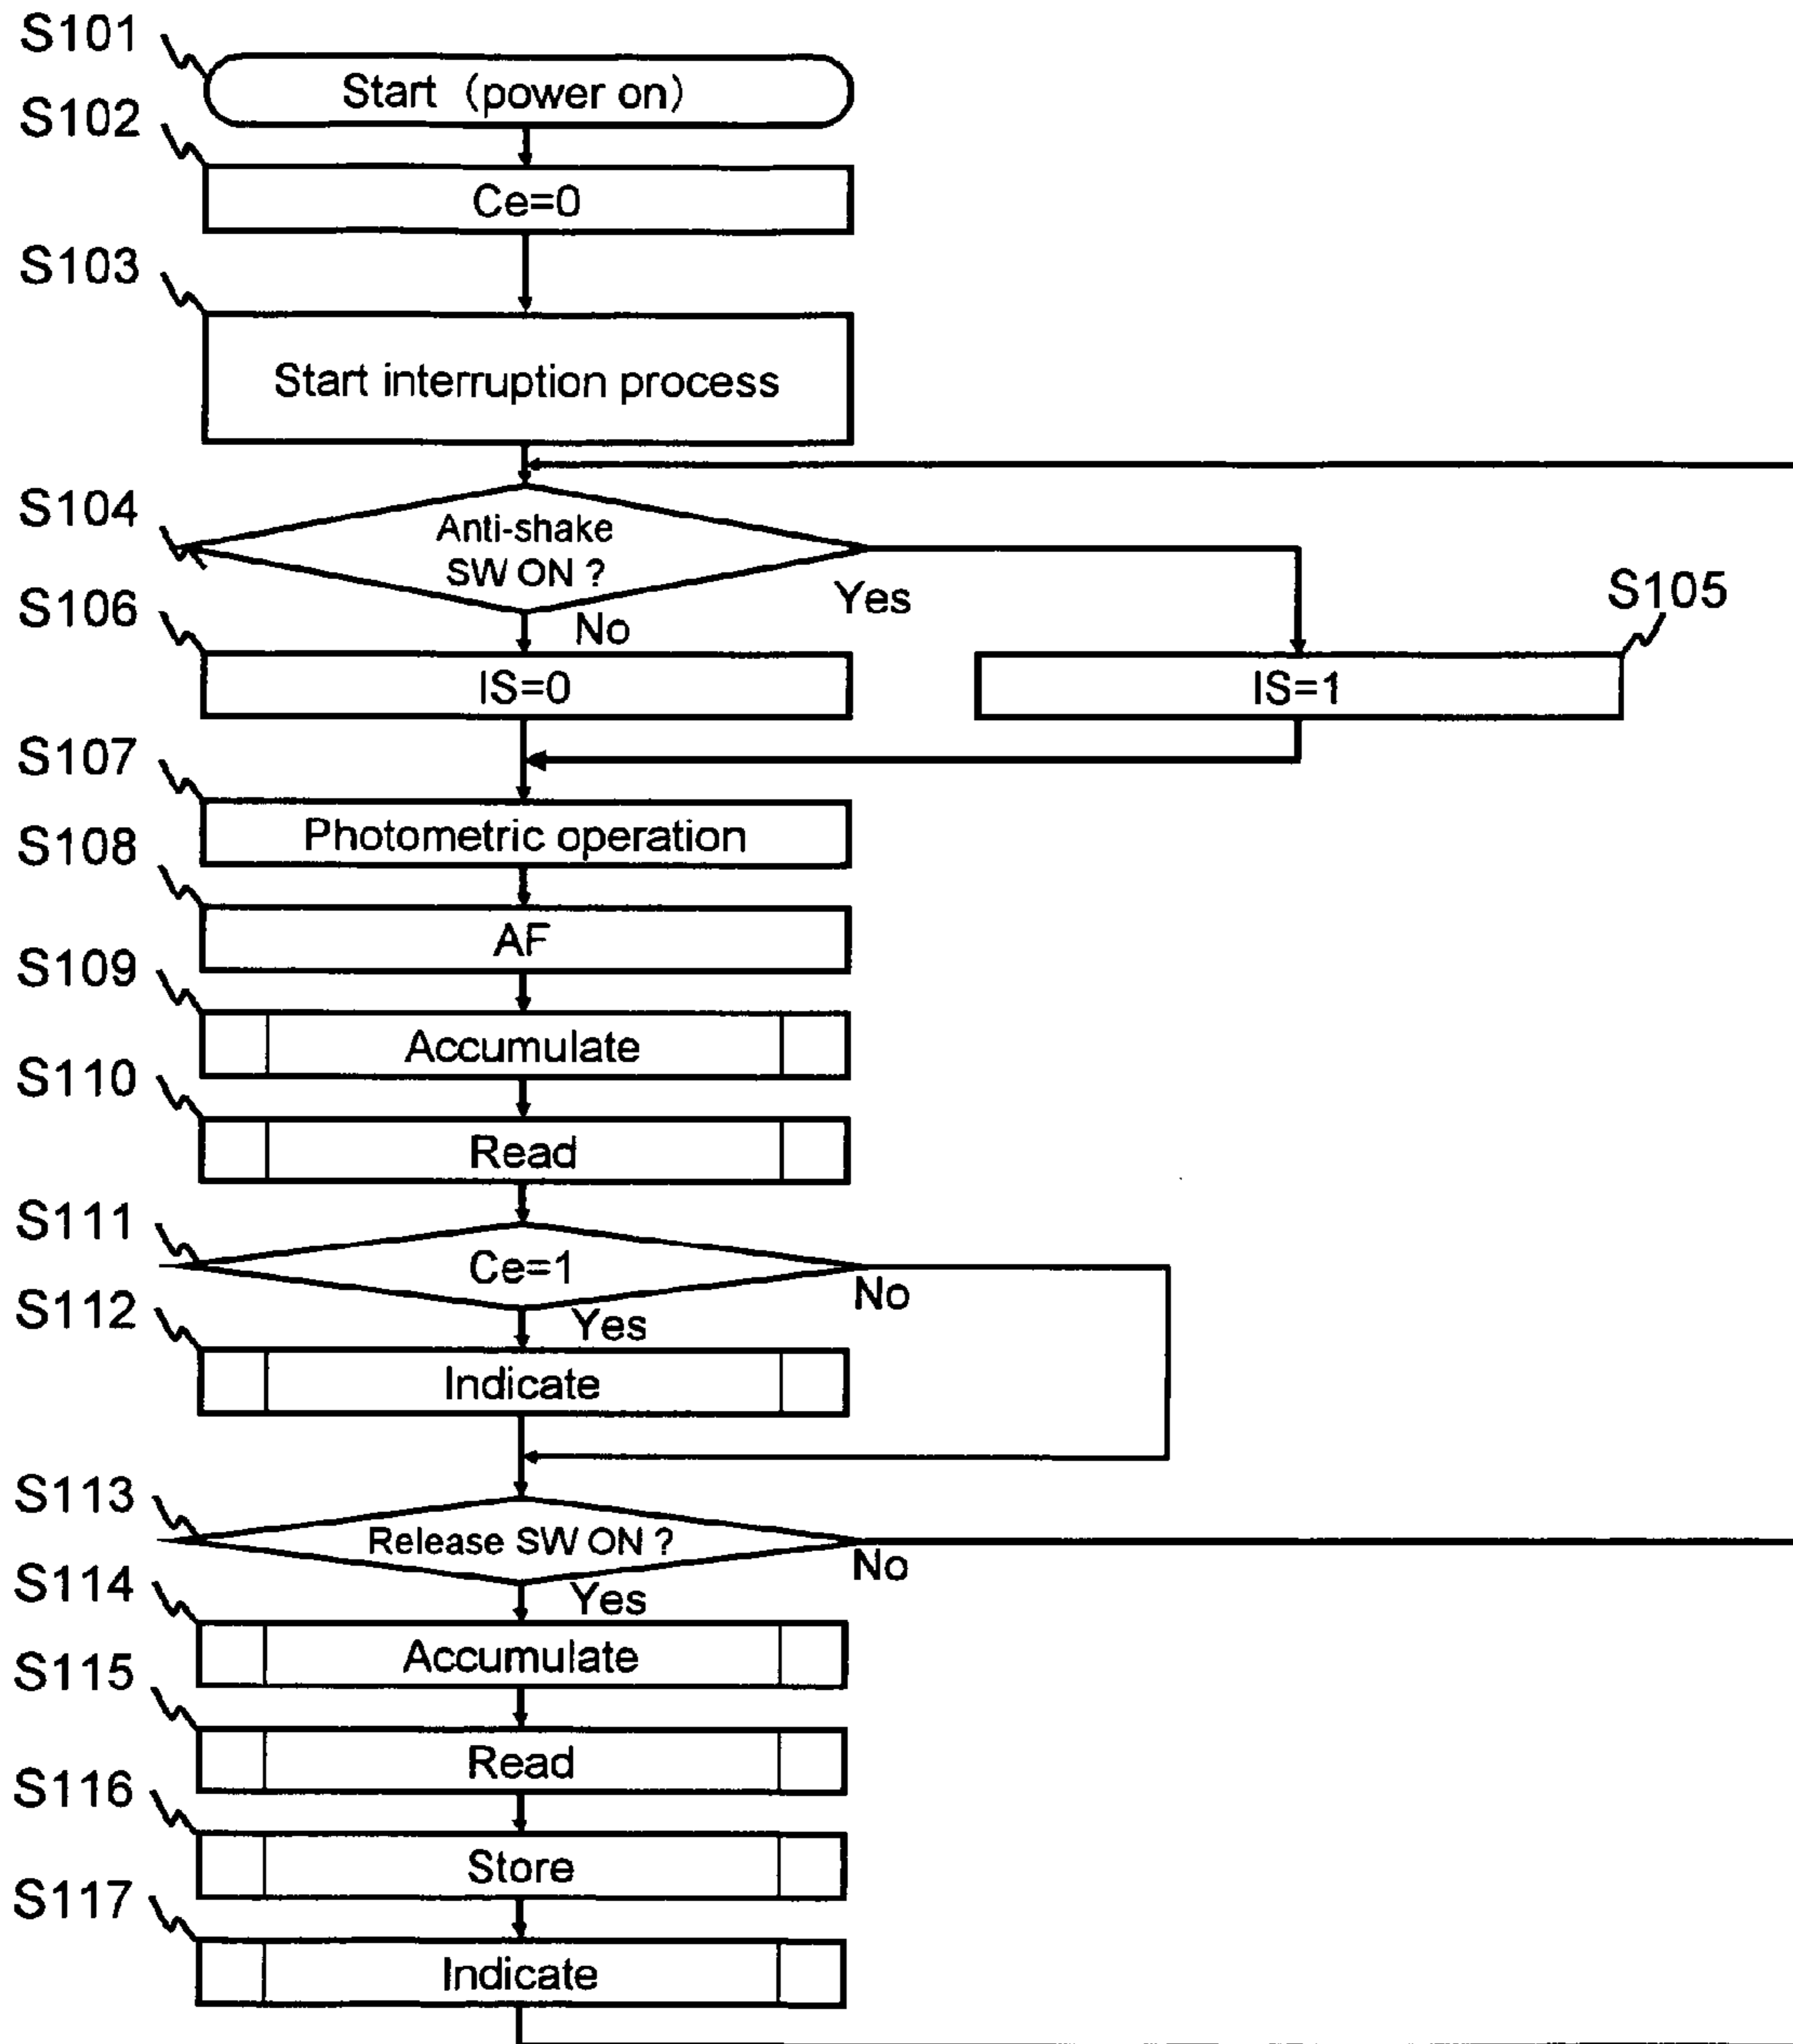 S101
Start (power on)
S102
Ce=0
S103
Start interruption process
S104
Anti-shake
SW ON ?
Yes
No
S106
IS=0
S105
IS=1
S107
Photometric operation
S108
AF
S109
Accumulate
S110
Read
S111
Ce=1
No
Yes
S112
Indicate
S113
Release SW ON ?
No
Yes
S114
Accumulate
S115
Read
S116
Store
S117
Indicate